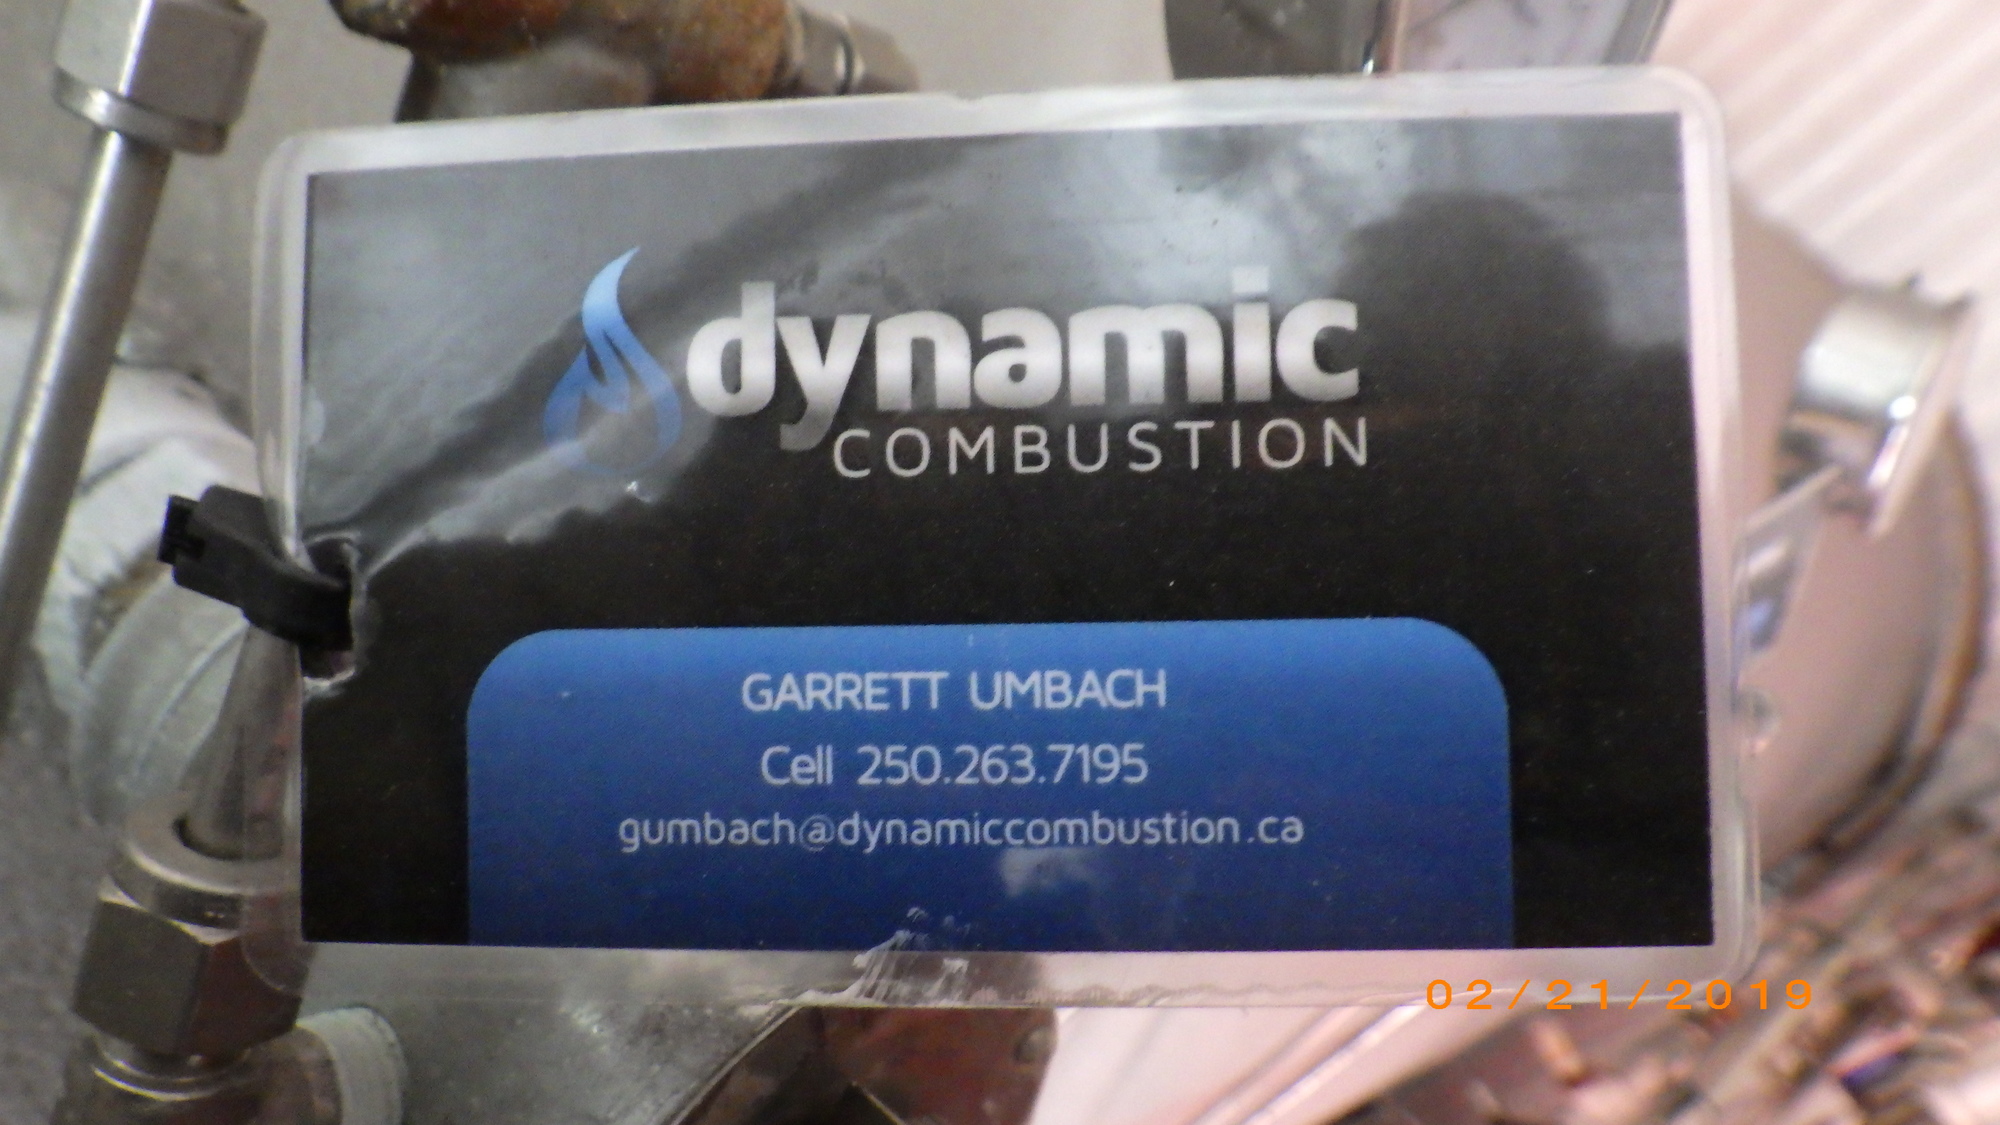 dynamic
COMBUSTION
GARRETT UMBACH
Cell 250.263.7195
gumbach@dynamiccombustion.ca
02/21/2019